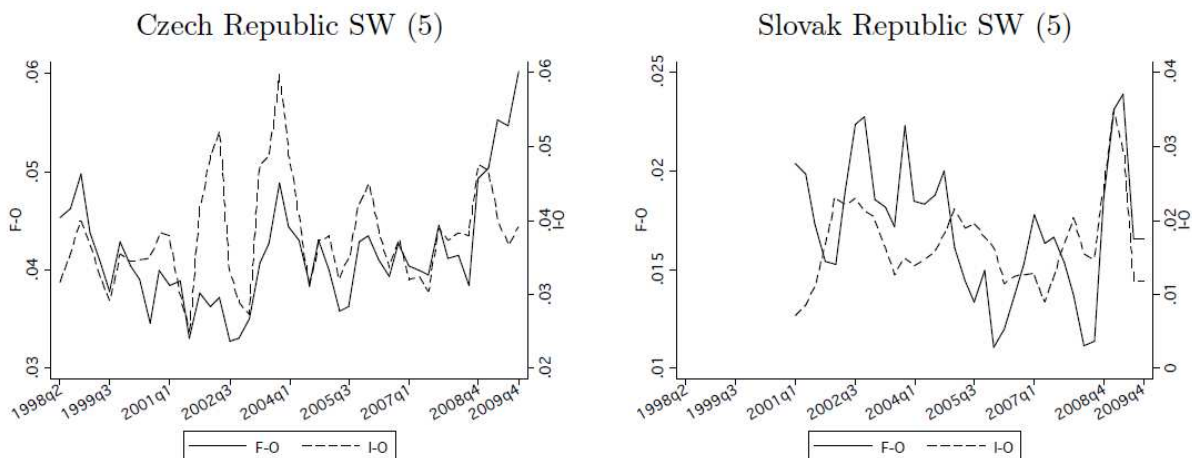 Czech Republic SW (5)
F-O
.03
.04
.05
.06
I-O
.02
.03
.04
.05
.06
1998q2
1999q3
2001q1
2002q3
2004q1
2005q3
2007q1
2008q4
2009q4
F-O
I-O
Slovak Republic SW (5)
F-O
.01
.015
.02
.025
I-O
0
.01
.02
.03
.04
1998q2
1999q3
2001q1
2002q3
2004q1
2005q3
2007q1
2008q4
2009q4
F-O
I-O